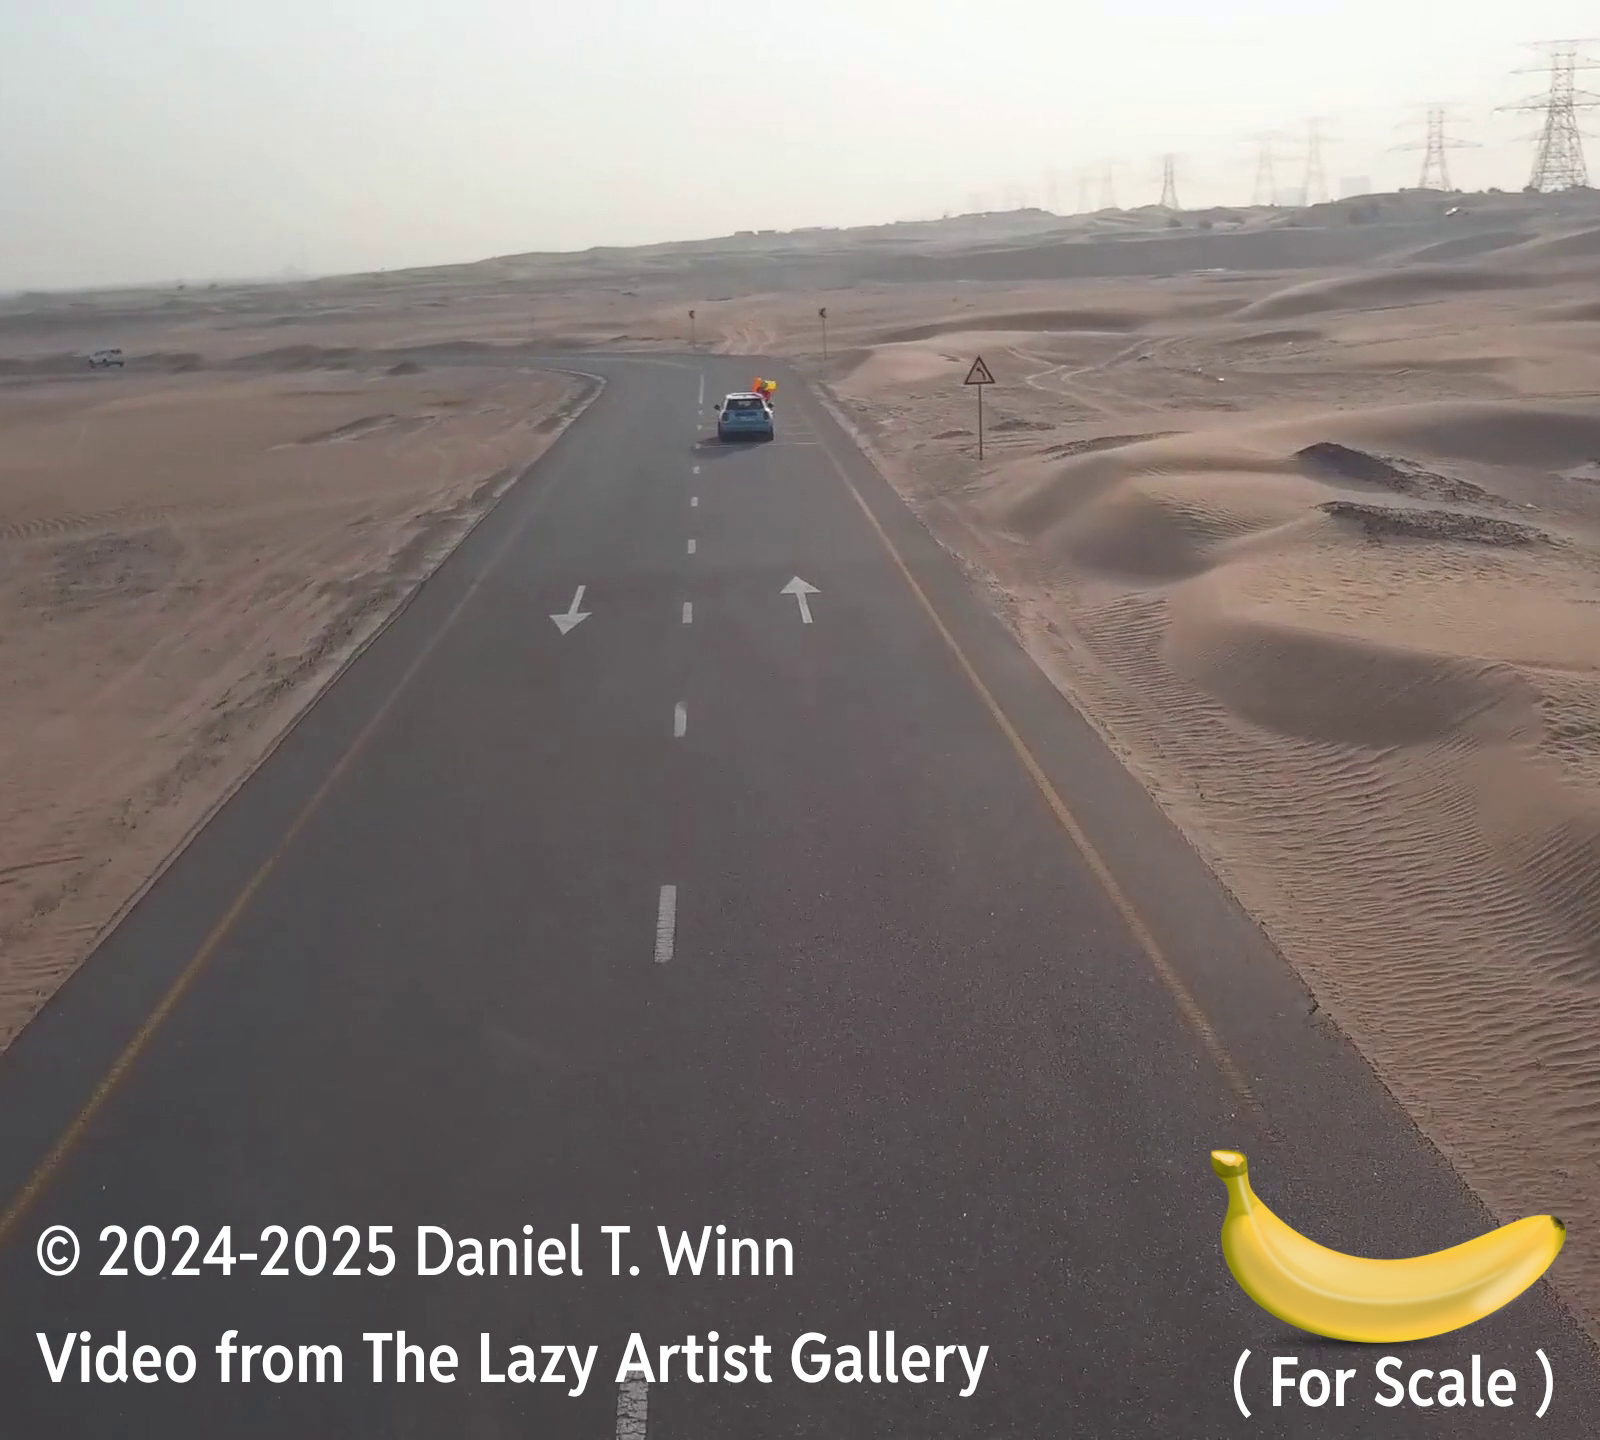 © 2024-2025 Daniel T. Winn
Video from The Lazy Artist Gallery
( For Scale )